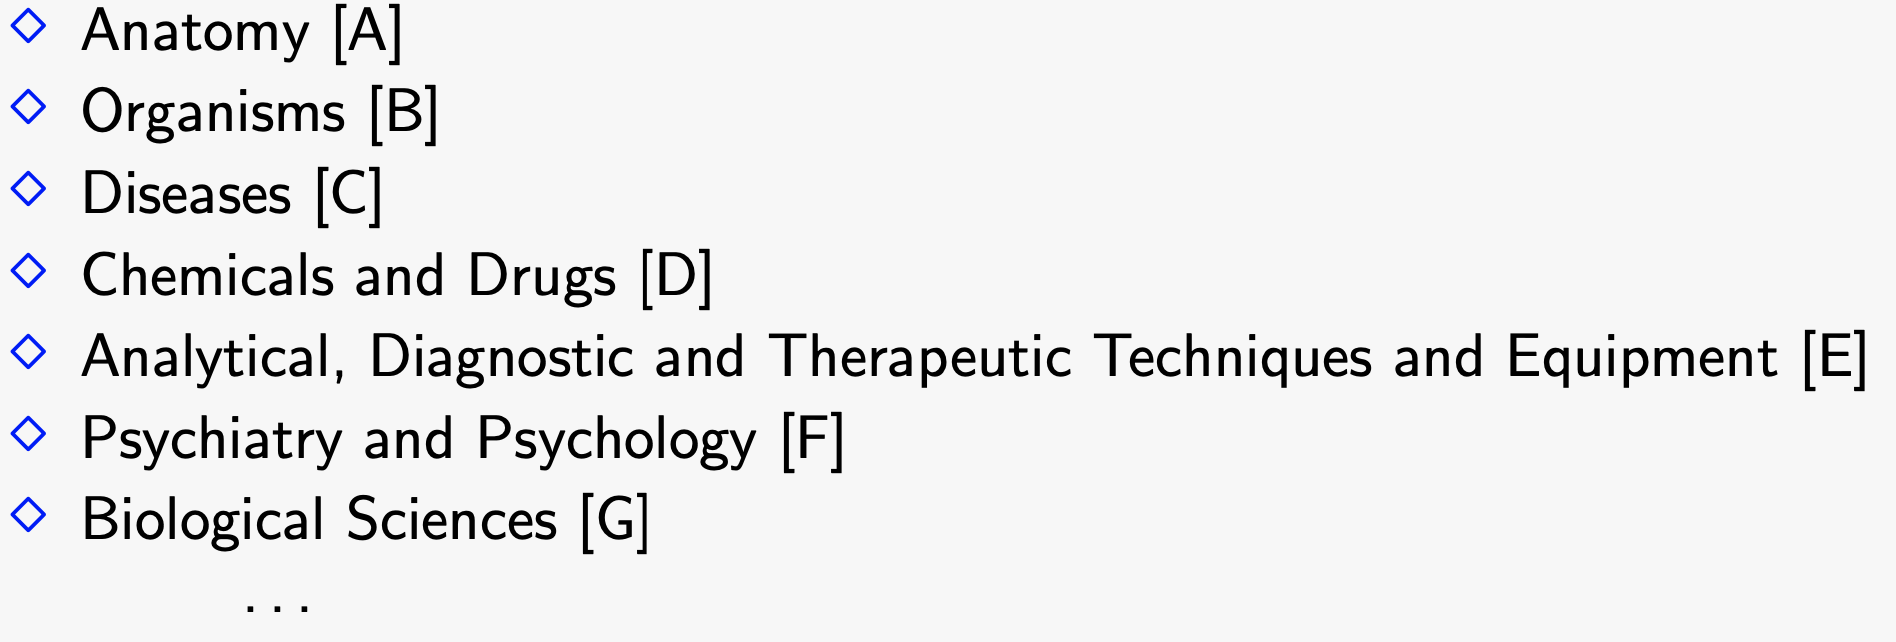 ◇ Anatomy [A]
◇ Organisms [B]
◇ Diseases [C]
◇ Chemicals and Drugs [D]
◇ Analytical, Diagnostic and Therapeutic Techniques and Equipment [E]
◇ Psychiatry and Psychology [F]
◇ Biological Sciences [G]
. . .